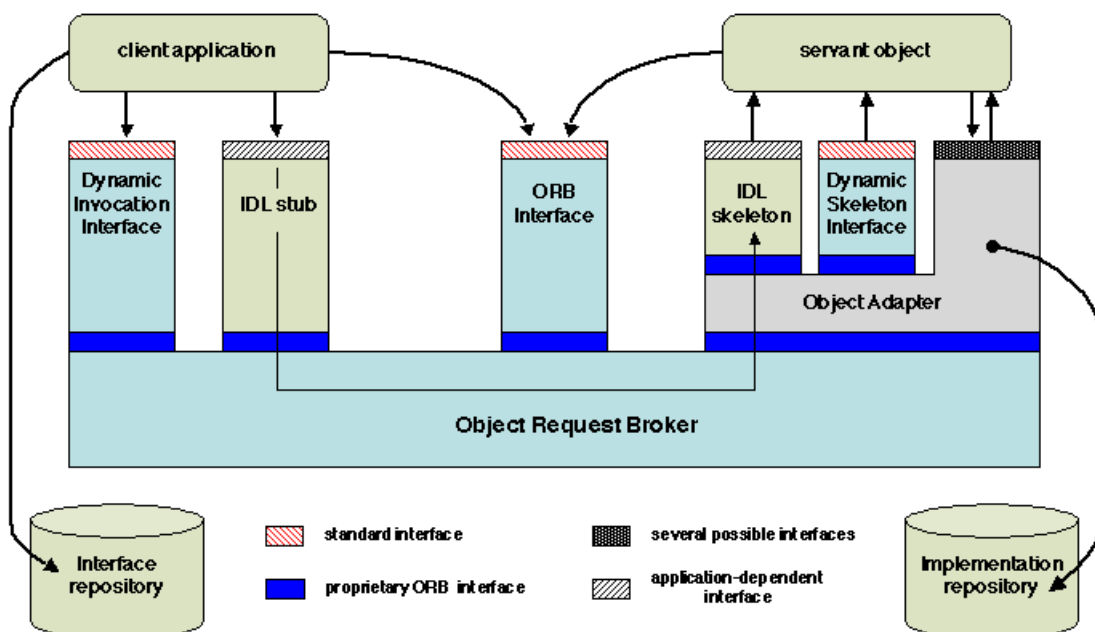 client application
servant object
Dynamic
Invocation
Interface
IDL stub
ORB
Interface
IDL
skeleton
Dynamic
Skeleton
Interface
Object Adapter
Object Request Broker
Interface
repository
standard interface
proprietary ORB interface
several possible interfaces
application-dependent
interface
Implementation
repository